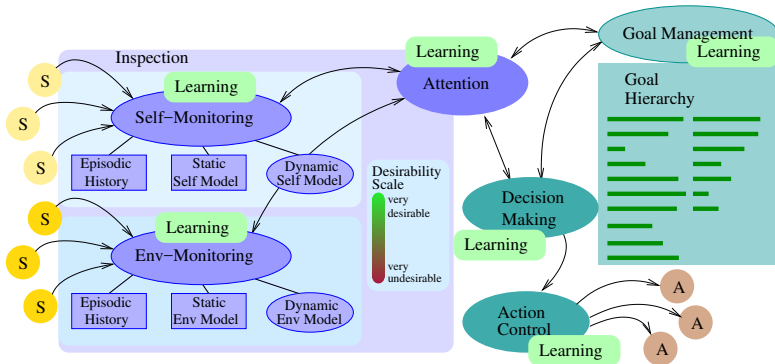 Inspection
Learning
Attention
Goal Management
Learning
S
S
S
Learning
Self−Monitoring
Episodic
History
Static
Self Model
Dynamic
Self Model
Goal
Hierarchy
Desirability
Scale
very
desirable
very
undesirable
Decision
Making
Learning
S
S
S
Learning
Env−Monitoring
Episodic
History
Static
Env Model
Dynamic
Env Model
Action
Control
Learning
A
A
A